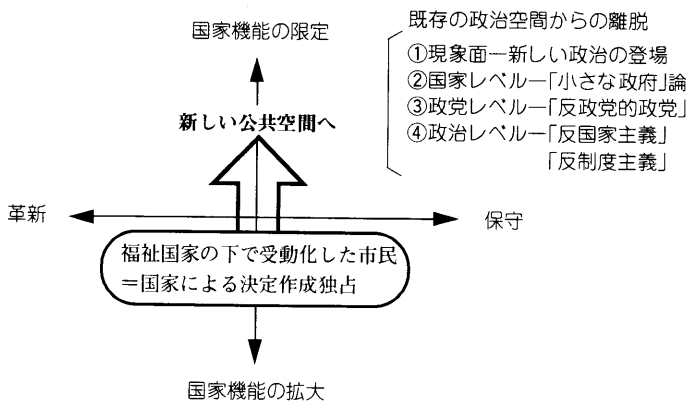 国家機能の限定
既存の政治空間からの離脱
①現象面―新しい政治の登場
②国家レベル―「小さな政府」論
③政党レベル―「反政党的政党」
④政治レベル―「反国家主義」
「反制度主義」
新しい公共空間へ
革新
保守
福祉国家の下で受動化した市民
＝国家による決定作成独占
国家機能の拡大